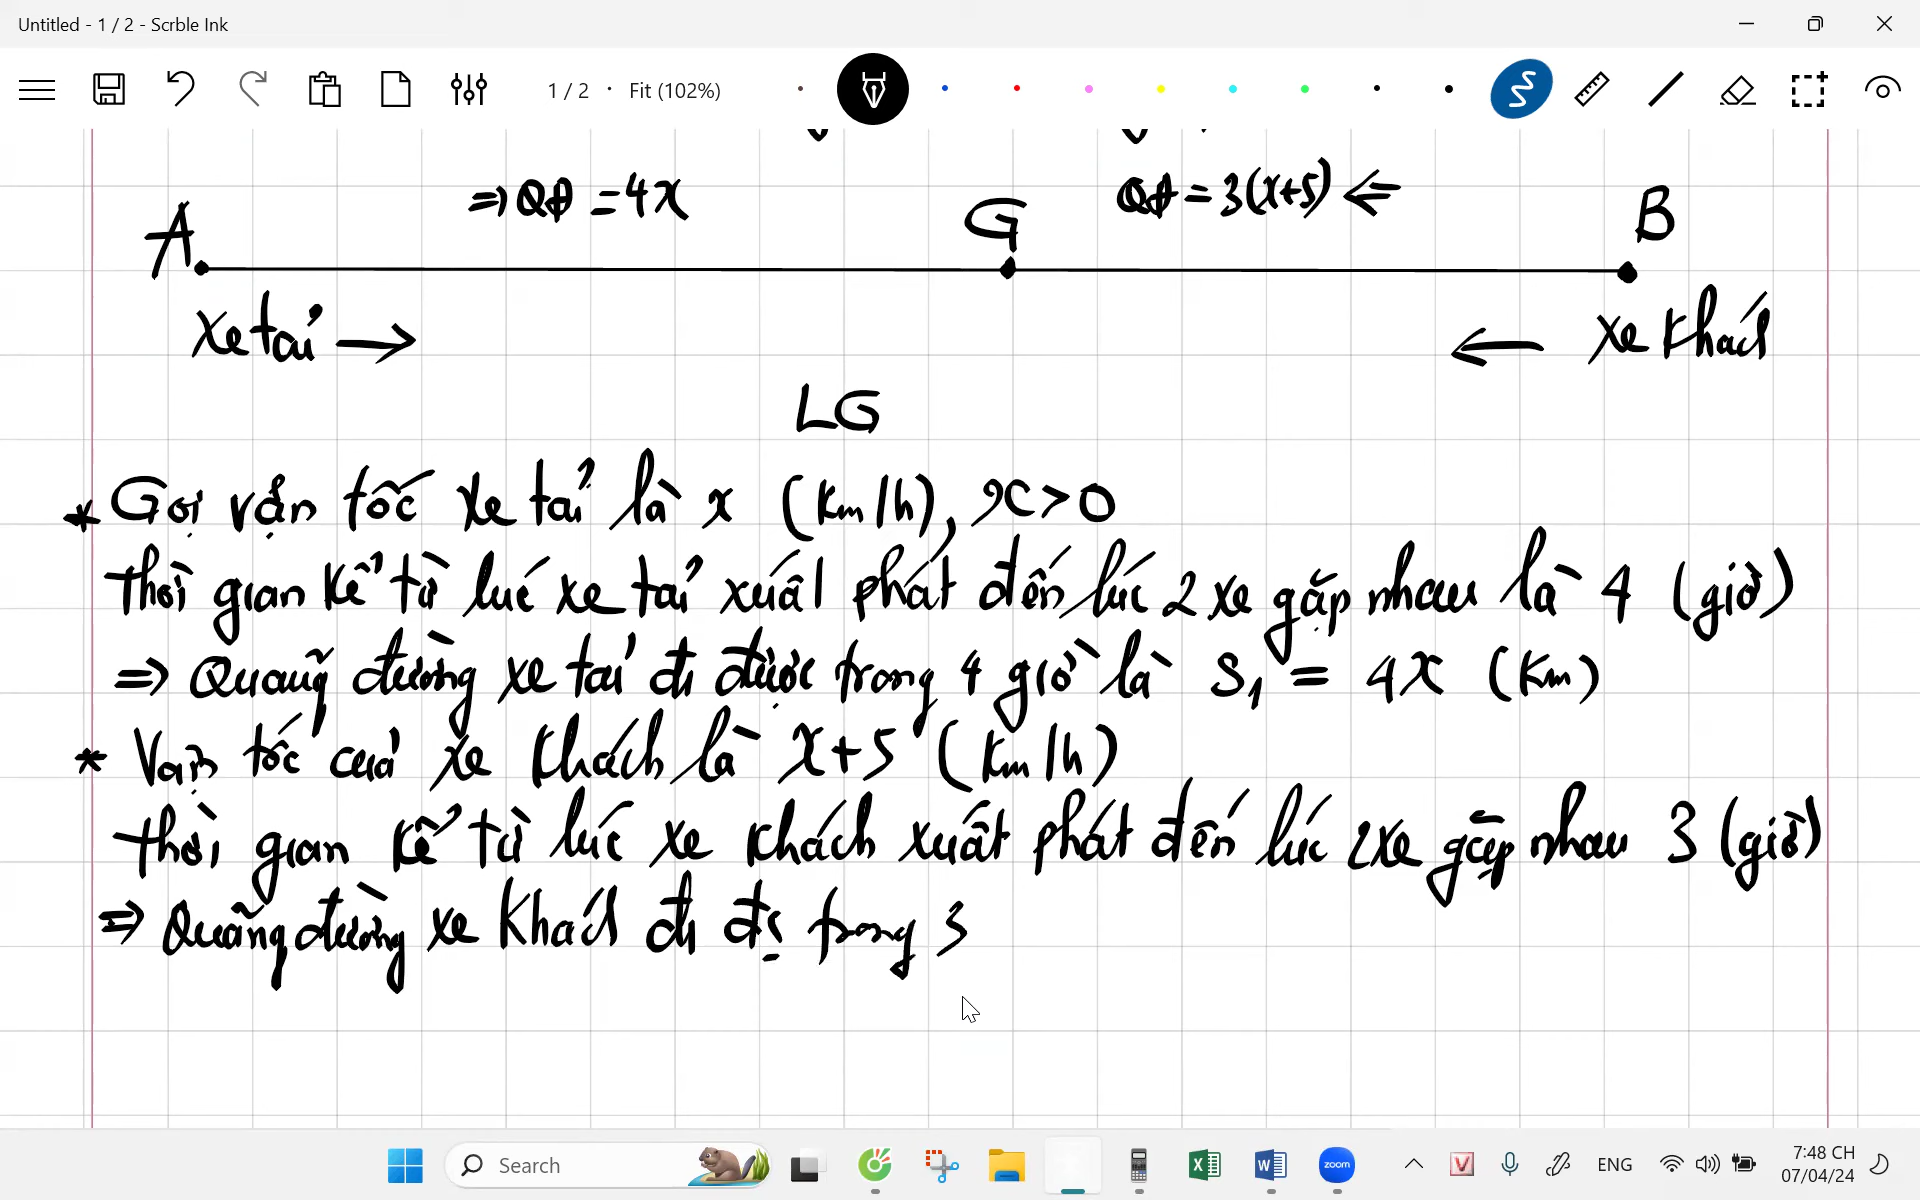 Untitled - 1 / 2 - Scrble Ink
1 / 2 · Fit (102%)
⇒ QĐ = 4x
QĐ = 3(x+5) ⇐
A
G
B
xe tải →
← xe khách
LG
* Gọi vận tốc xe tải là x (km/h), x > 0
Thời gian kể từ lúc xe tải xuất phát đến lúc 2 xe gặp nhau là 4 (giờ)
⇒ Quãng đường xe tải đi được trong 4 giờ là S₁ = 4x (km)
* Vận tốc của xe khách là x+5 (km/h)
Thời gian kể từ lúc xe khách xuất phát đến lúc 2 xe gặp nhau 3 (giờ)
⇒ Quãng đường xe khách đi đc trong 3
Search
zoom
ENG
7:48 CH
07/04/24